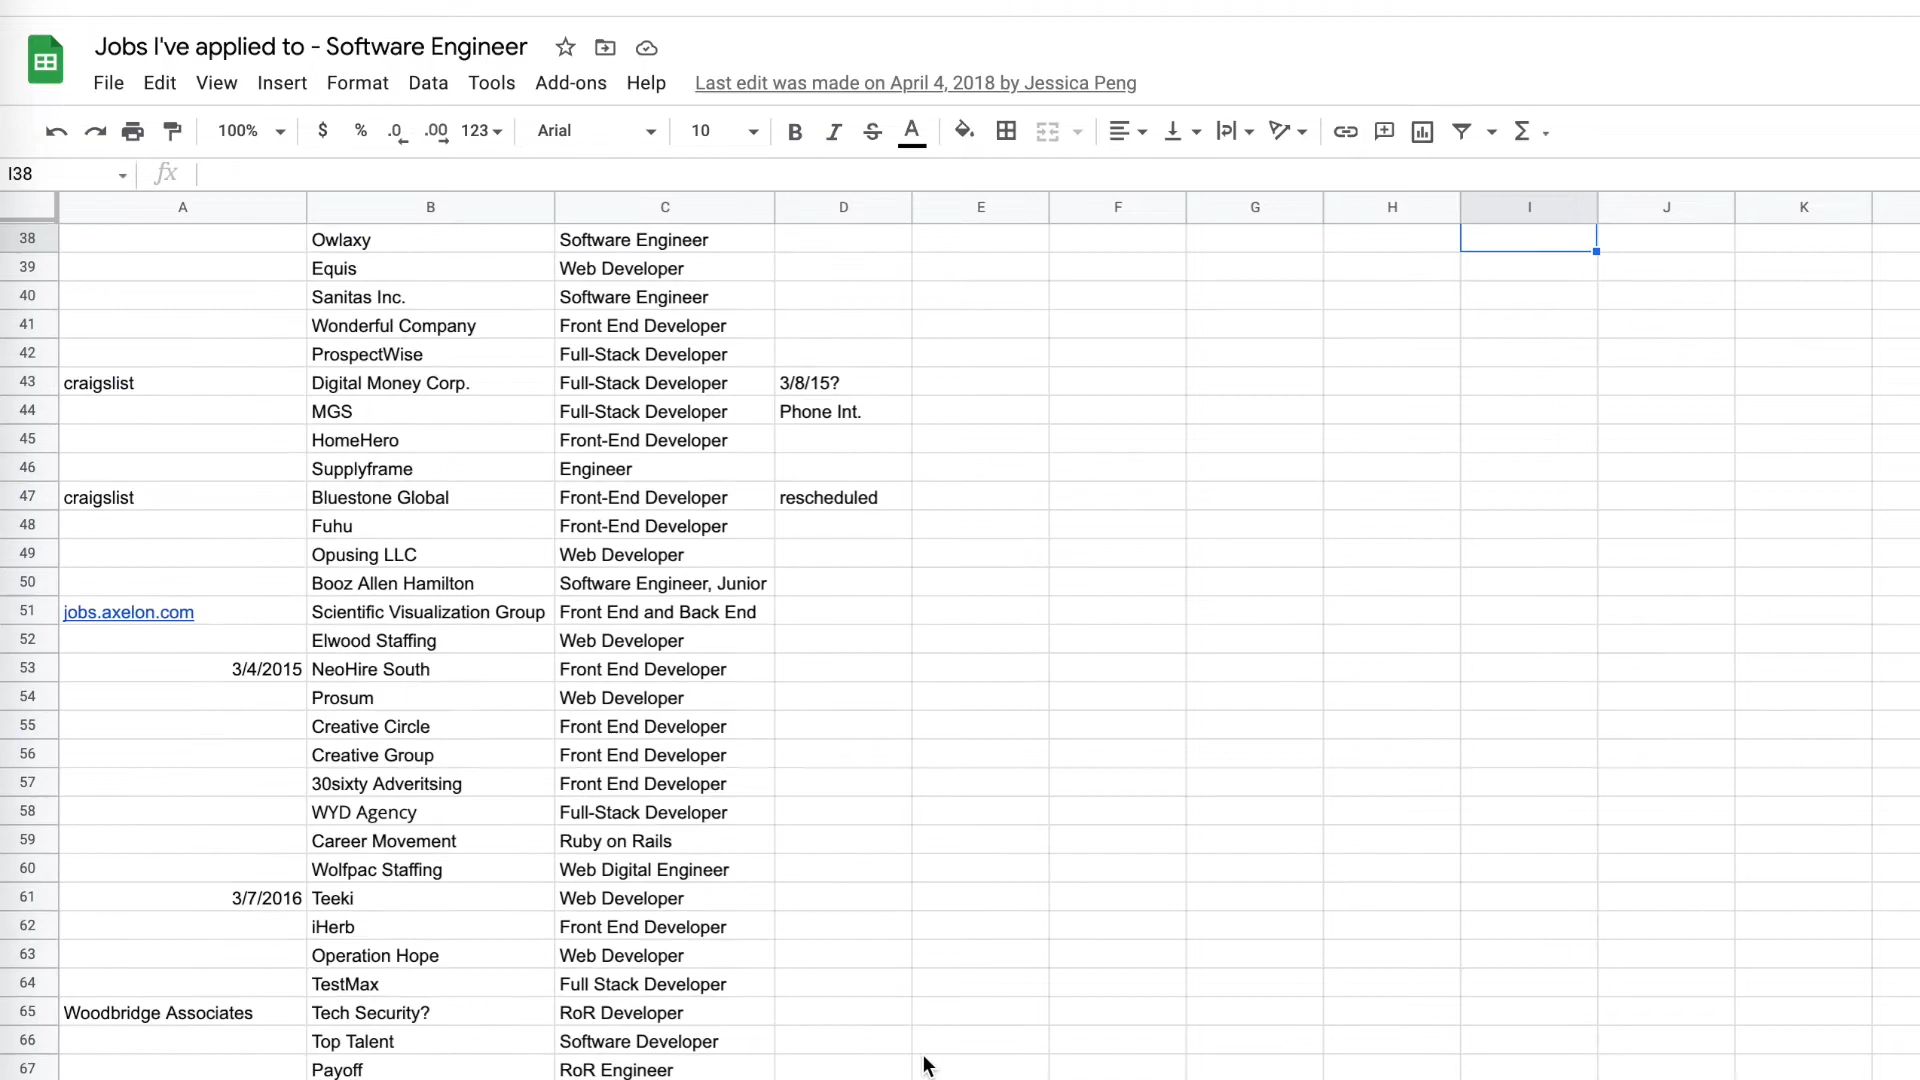 Jobs I've applied to - Software Engineer
File Edit View Insert Format Data Tools Add-ons Help Last edit was made on April 4, 2018 by Jessica Peng
100% $ % .0 .00 123 Arial 10 B I S A Σ
I38 fx
A B C D E F G H I J K
38 Owlaxy Software Engineer
39 Equis Web Developer
40 Sanitas Inc. Software Engineer
41 Wonderful Company Front End Developer
42 ProspectWise Full-Stack Developer
43 craigslist Digital Money Corp. Full-Stack Developer 3/8/15?
44 MGS Full-Stack Developer Phone Int.
45 HomeHero Front-End Developer
46 Supplyframe Engineer
47 craigslist Bluestone Global Front-End Developer rescheduled
48 Fuhu Front-End Developer
49 Opusing LLC Web Developer
50 Booz Allen Hamilton Software Engineer, Junior
51 jobs.axelon.com Scientific Visualization Group Front End and Back End
52 Elwood Staffing Web Developer
53 3/4/2015 NeoHire South Front End Developer
54 Prosum Web Developer
55 Creative Circle Front End Developer
56 Creative Group Front End Developer
57 30sixty Adveritsing Front End Developer
58 WYD Agency Full-Stack Developer
59 Career Movement Ruby on Rails
60 Wolfpac Staffing Web Digital Engineer
61 3/7/2016 Teeki Web Developer
62 iHerb Front End Developer
63 Operation Hope Web Developer
64 TestMax Full Stack Developer
65 Woodbridge Associates Tech Security? RoR Developer
66 Top Talent Software Developer
67 Payoff RoR Engineer